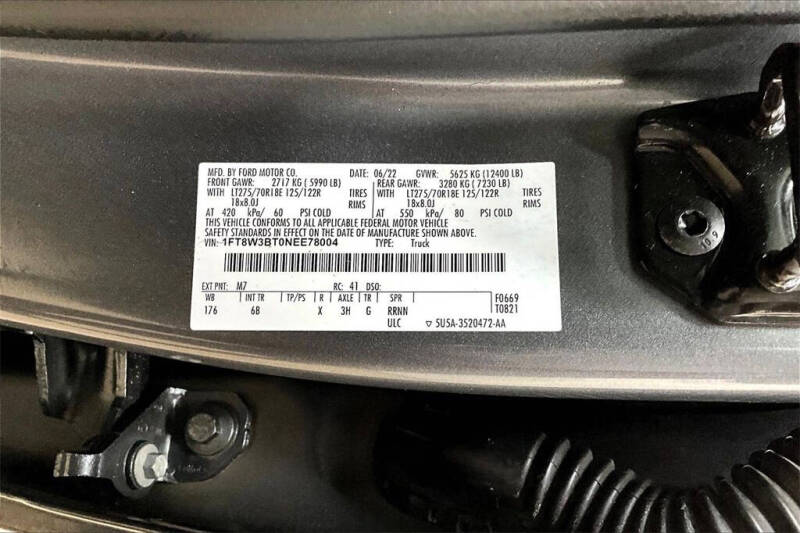 MFD. BY FORD MOTOR CO. DATE: 06/22 GVWR: 5625 KG (12400 LB)
FRONT GAWR: 2717 KG ( 5990 LB) REAR GAWR: 3280 KG ( 7230 LB)
WITH LT275/70R18E 125/122R TIRES WITH LT275/70R18E 125/122R TIRES
18x8.0J RIMS 18x8.0J RIMS
AT 420 kPa/ 60 PSI COLD AT 550 kPa/ 80 PSI COLD
THIS VEHICLE CONFORMS TO ALL APPLICABLE FEDERAL MOTOR VEHICLE
SAFETY STANDARDS IN EFFECT ON THE DATE OF MANUFACTURE SHOWN ABOVE.
VIN: 1FT8W3BT0NEE78004 TYPE: Truck
EXT PNT: M7 RC: 41 DSO:
WB INT TR TP/PS R AXLE TR SPR F0669
176 6B X 3H G RRNN T0821
ULC ▽ 5U5A-3520472-AA
10.9